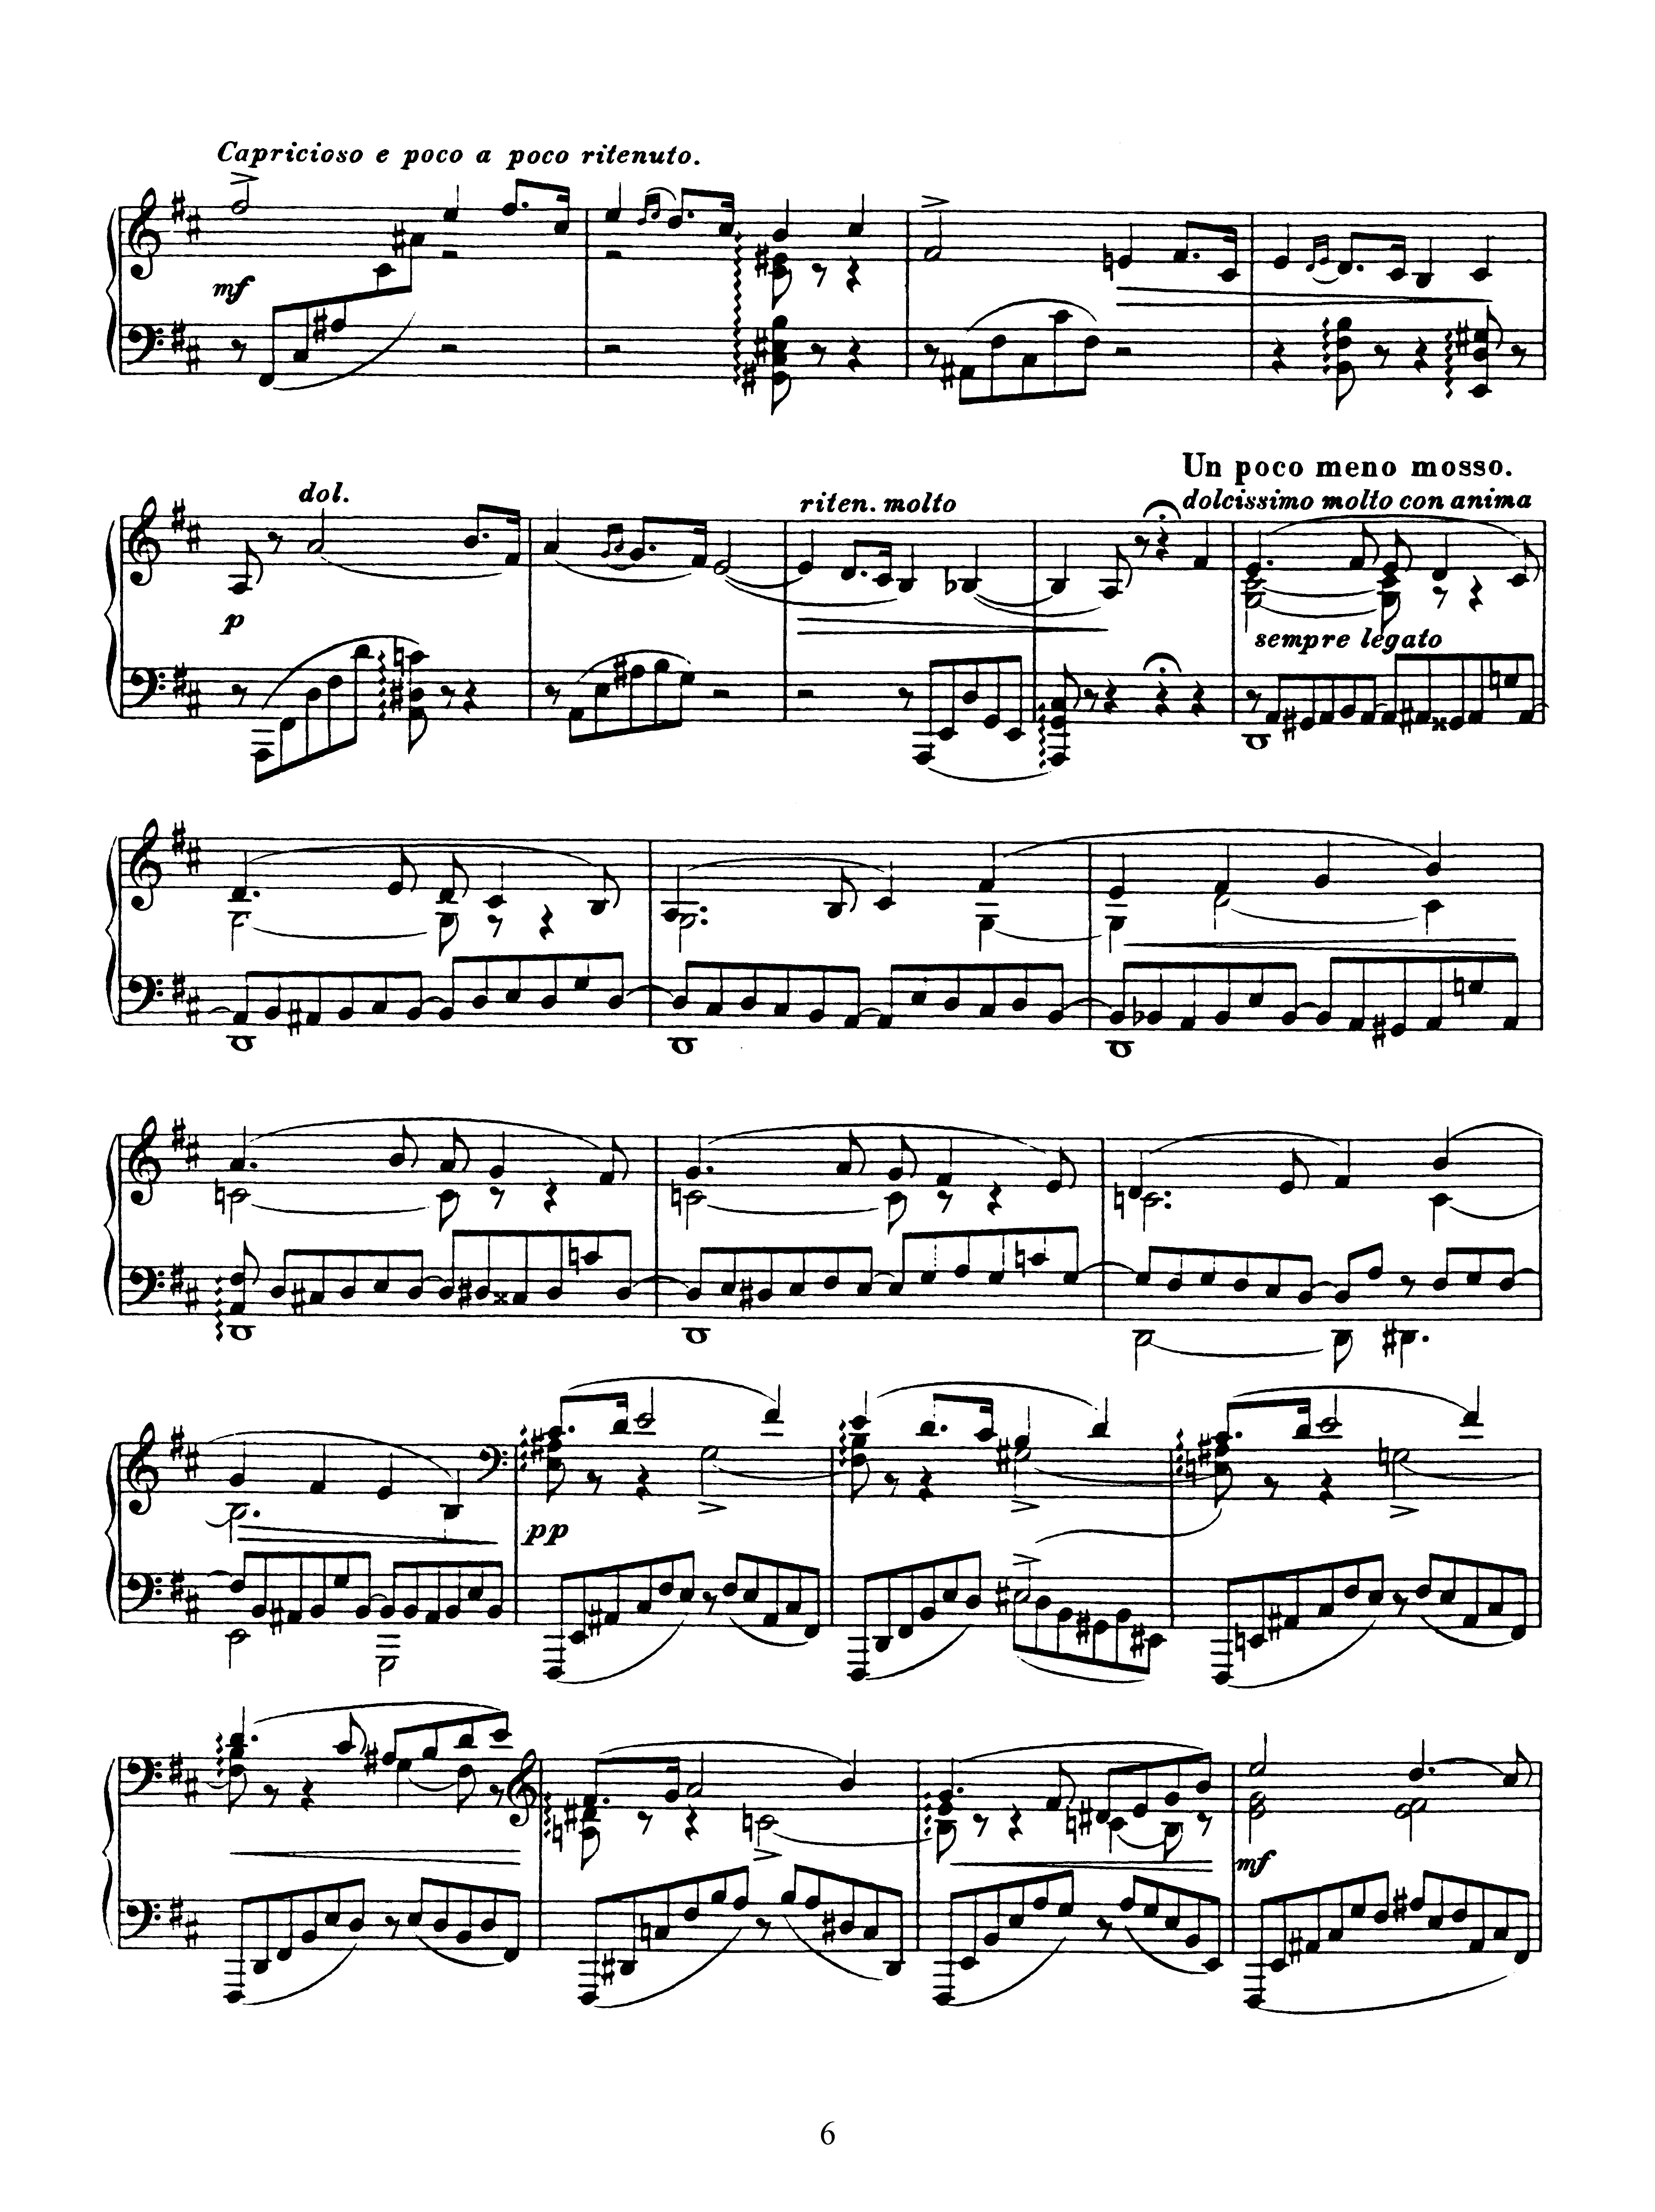 Capricioso e poco a poco ritenuto.
mf
Un poco meno mosso.
dol.
riten. molto
dolcissimo molto con anima
p
sempre legato
pp
mf
6